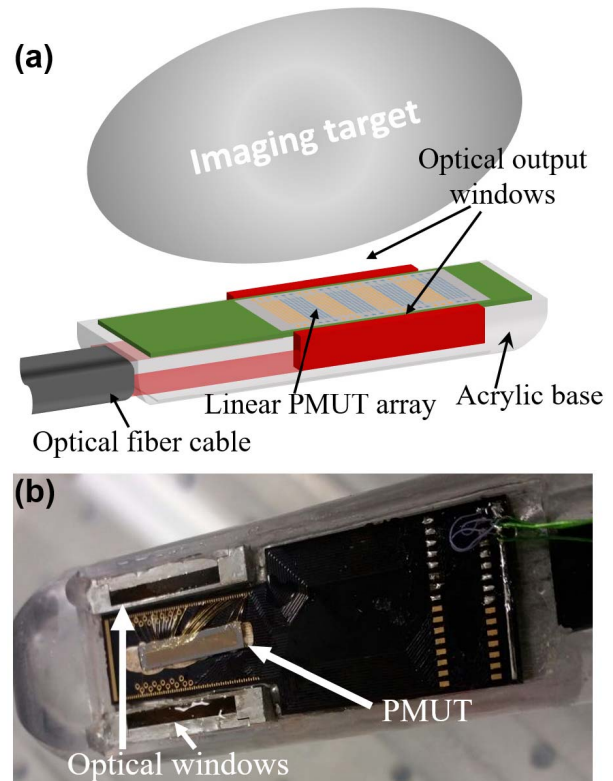 (a)
Imaging target
Optical output
windows
Linear PMUT array
Acrylic base
Optical fiber cable
(b)
PMUT
Optical windows